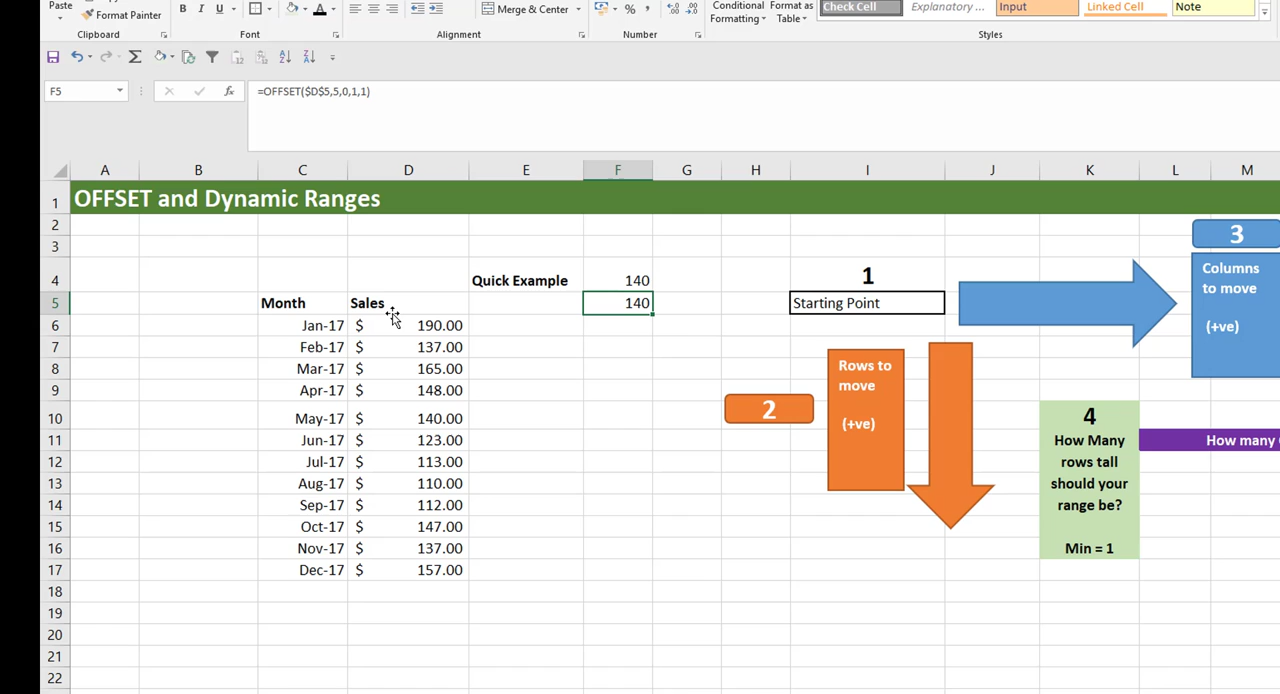 Paste
Format Painter
B I U
A
Merge & Center
%
Conditional Formatting
Format as Table
Check Cell
Explanatory ...
Input
Linked Cell
Note
Clipboard
Font
Alignment
Number
Styles
F5
fx
=OFFSET($D$5,5,0,1,1)
A B C D E F G H I J K L M
1 OFFSET and Dynamic Ranges
2
3
4 Quick Example 140
5 Month Sales 140
6 Jan-17 $ 190.00
7 Feb-17 $ 137.00
8 Mar-17 $ 165.00
9 Apr-17 $ 148.00
10 May-17 $ 140.00
11 Jun-17 $ 123.00
12 Jul-17 $ 113.00
13 Aug-17 $ 110.00
14 Sep-17 $ 112.00
15 Oct-17 $ 147.00
16 Nov-17 $ 137.00
17 Dec-17 $ 157.00
18
19
20
21
22
1
Starting Point
2
Rows to
move
(+ve)
3
Columns
to move
(+ve)
4
How Many
rows tall
should your
range be?
Min = 1
How many